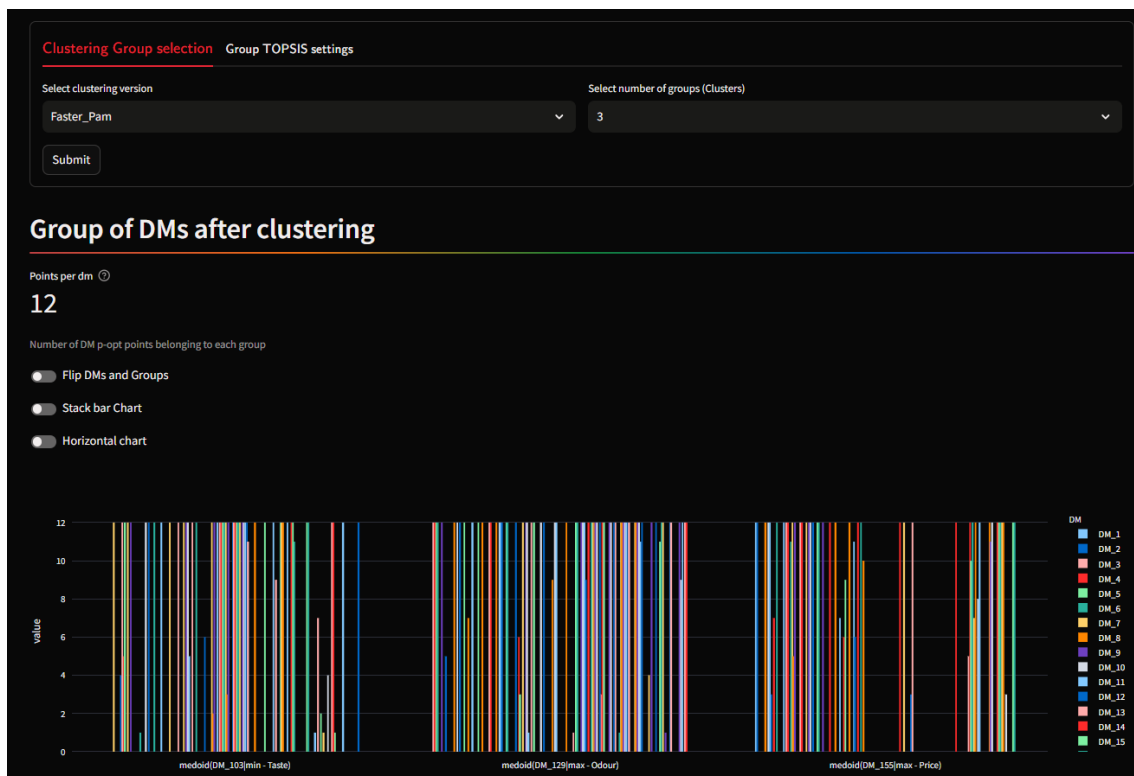 Clustering Group selection Group TOPSIS settings
Select clustering version Select number of groups (Clusters)
Faster_Pam 3
Submit
Group of DMs after clustering
Points per dm
12
Number of DM p-opt points belonging to each group
Flip DMs and Groups
Stack bar Chart
Horizontal chart
DM
12
10
8
6
4
2
0
value
medoid(DM_103|min - Taste) medoid(DM_129|max - Odour) medoid(DM_155|max - Price)
DM_1
DM_2
DM_3
DM_4
DM_5
DM_6
DM_7
DM_8
DM_9
DM_10
DM_11
DM_12
DM_13
DM_14
DM_15